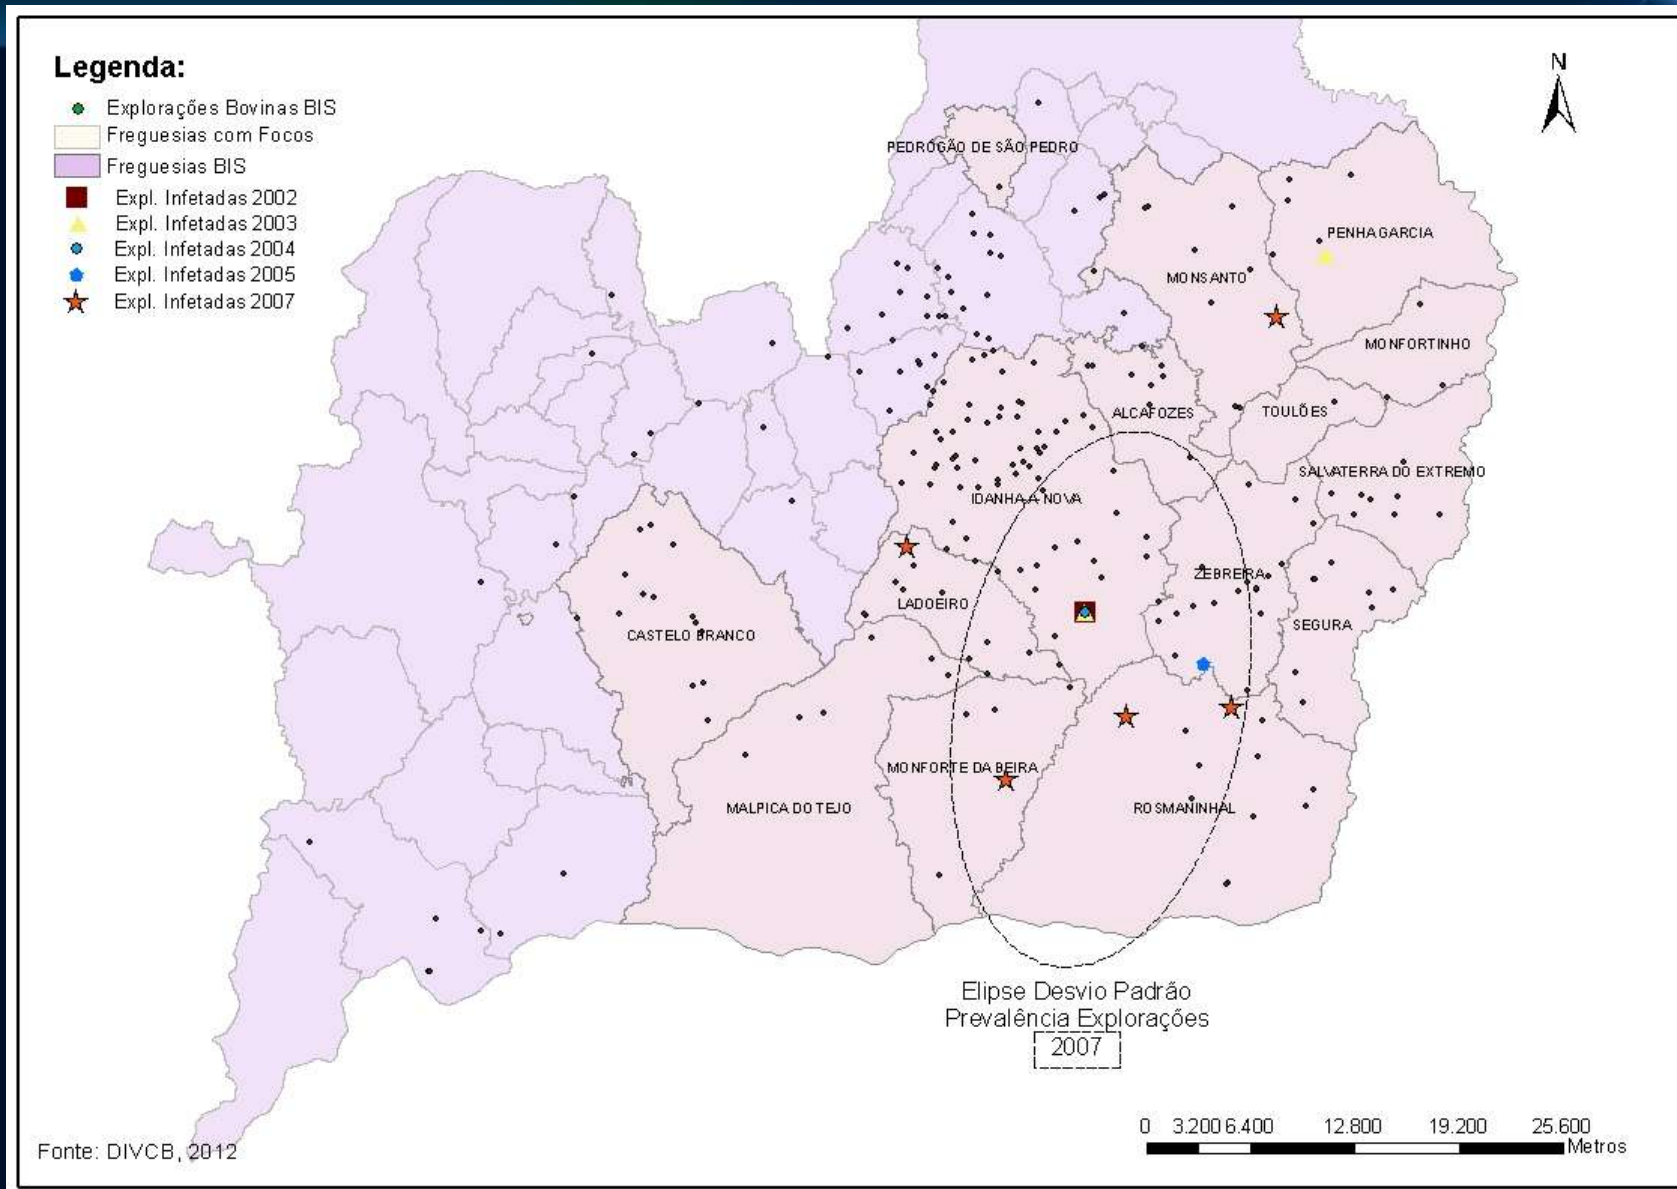 Legenda:
Explorações Bovinas BIS
Freguesias com Focos
Freguesias BIS
Expl. Infetadas 2002
Expl. Infetadas 2003
Expl. Infetadas 2004
Expl. Infetadas 2005
Expl. Infetadas 2007
N
PEDRÓGÃO DE SÃO PEDRO
PENHA GARCIA
MONSANTO
MONFORTINHO
ALCAFOZES
TOULÕES
SALVATERRA DO EXTREMO
IDANHA A NOVA
ZEBREIRA
LADOEIRO
SEGURA
CASTELO BRANCO
MONFORTE DA BEIRA
MALPICA DO TEJO
ROSMANINHAL
Elipse Desvio Padrão
Prevalência Explorações
2007
0 3.200 6.400 12.800 19.200 25.600
Metros
Fonte: DIVCB, 2012